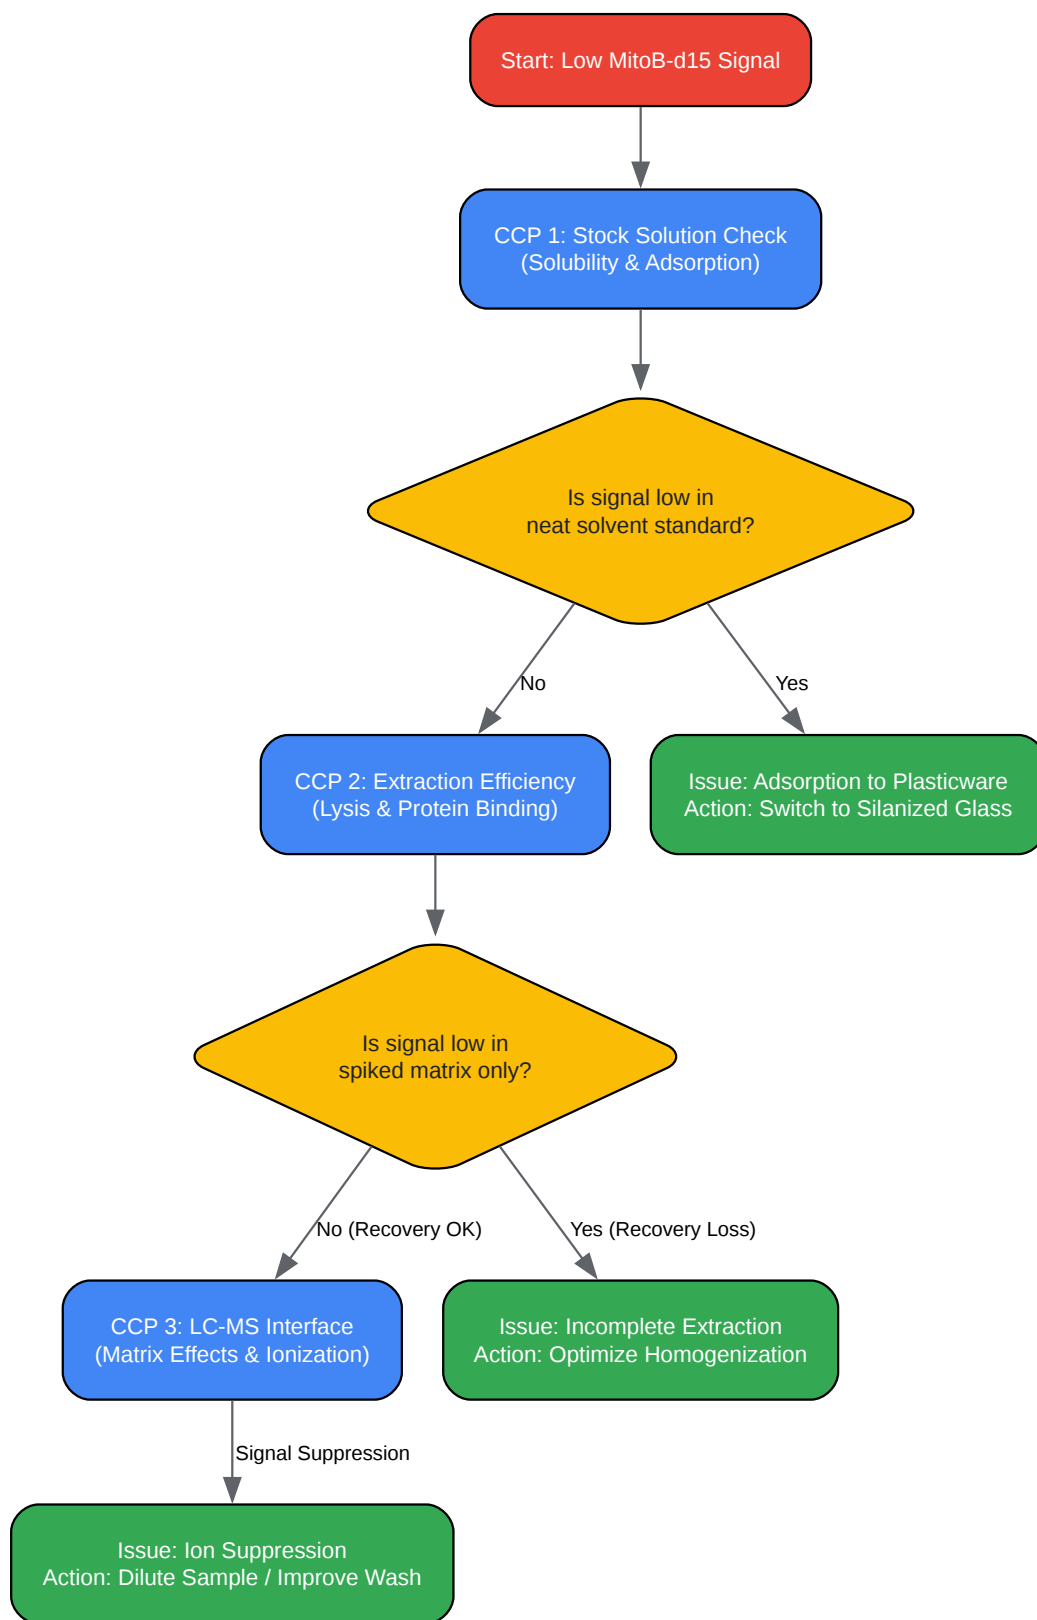 Start: Low MitoB-d15 Signal
CCP 1: Stock Solution Check
(Solubility & Adsorption)
Is signal low in
neat solvent standard?
No
Yes
CCP 2: Extraction Efficiency
(Lysis & Protein Binding)
Issue: Adsorption to Plasticware
Action: Switch to Silanized Glass
Is signal low in
spiked matrix only?
No (Recovery OK)
Yes (Recovery Loss)
CCP 3: LC-MS Interface
(Matrix Effects & Ionization)
Issue: Incomplete Extraction
Action: Optimize Homogenization
Signal Suppression
Issue: Ion Suppression
Action: Dilute Sample / Improve Wash